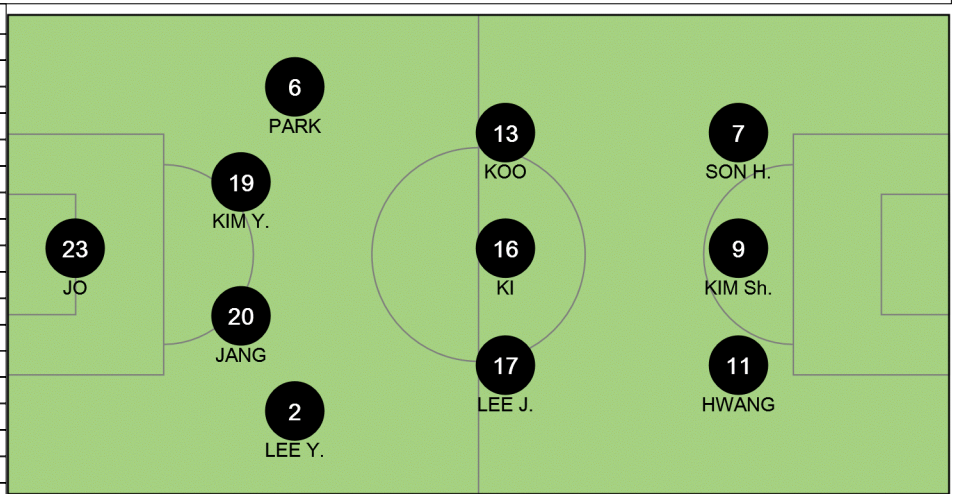 6
PARK
13
KOO
7
SON H.
19
KIM Y.
23
JO
16
KI
9
KIM Sh.
20
JANG
17
LEE J.
11
HWANG
2
LEE Y.